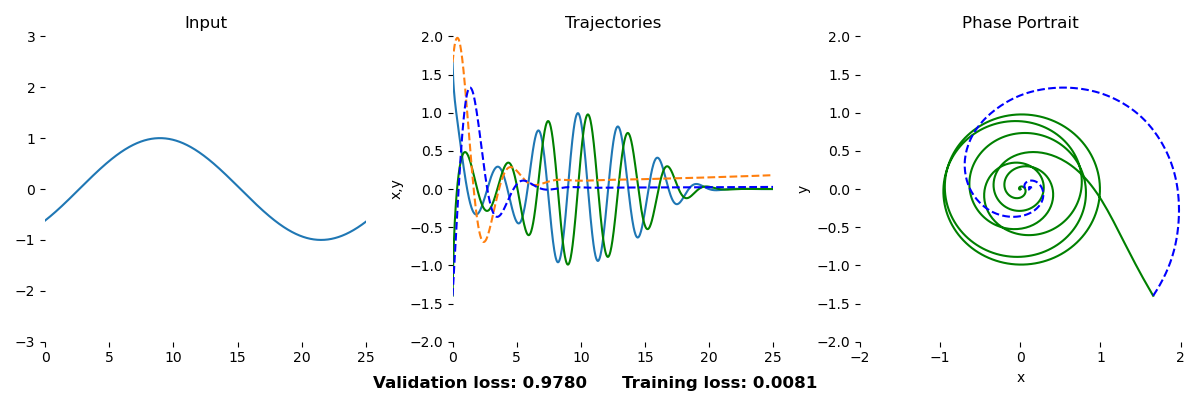 Input
3
2
1
0
−1
−2
−3
0 5 10 15 20 25
Trajectories
x,y
2.0
1.5
1.0
0.5
0.0
−0.5
−1.0
−1.5
−2.0
0 5 10 15 20 25
Phase Portrait
y
2.0
1.5
1.0
0.5
0.0
−0.5
−1.0
−1.5
−2.0
−2 −1 0 1 2
x
Validation loss: 0.9780 Training loss: 0.0081